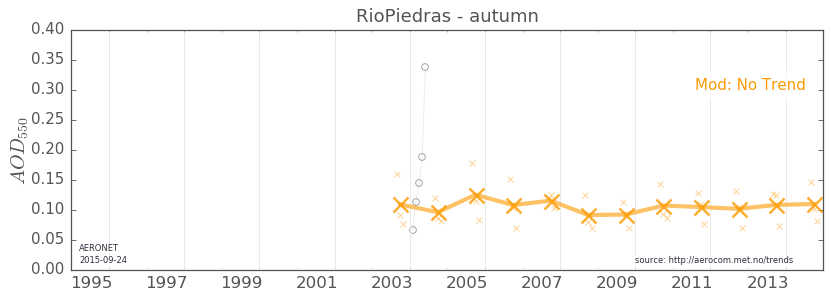 RioPiedras - autumn
0.40
0.35
0.30
0.25
0.20
0.15
0.10
0.05
0.00
AOD550
Mod: No Trend
AERONET
2015-09-24
source: http://aerocom.met.no/trends
1995 1997 1999 2001 2003 2005 2007 2009 2011 2013